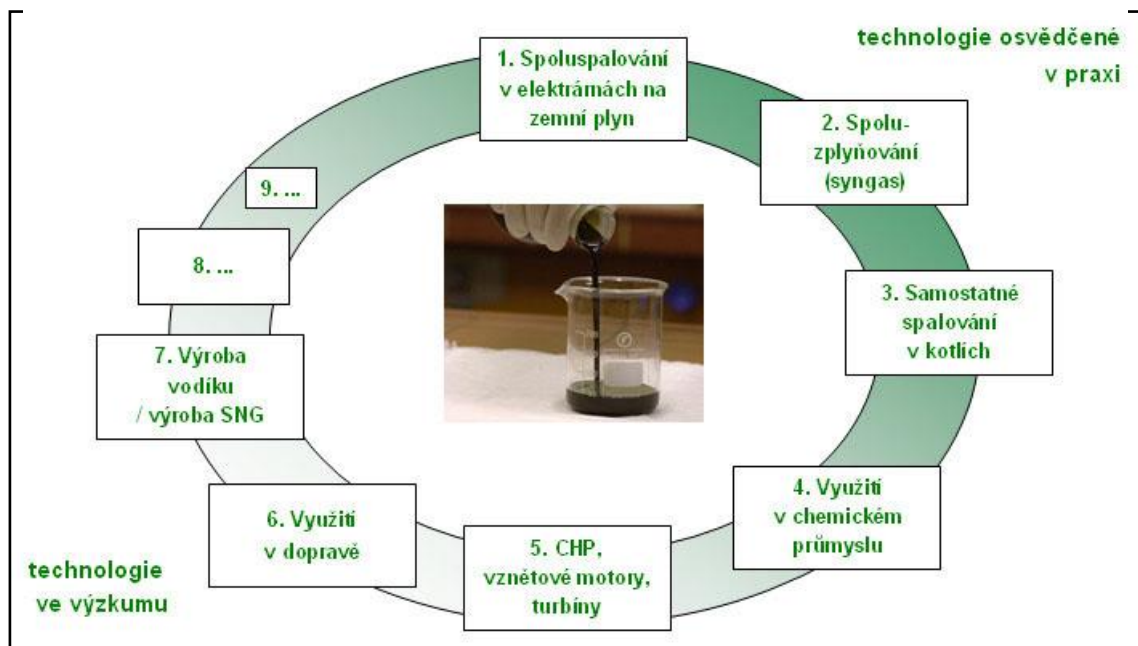 technologie osvědčené
v praxi
1. Spoluspalování
v elektrárnách na
zemní plyn
2. Spolu-
zplyňování
(syngas)
3. Samostatné
spalování
v kotlích
4. Využití
v chemickém
průmyslu
5. CHP,
vznětové motory,
turbíny
6. Využití
v dopravě
7. Výroba
vodíku
/ výroba SNG
8. ...
9. ...
technologie
ve výzkumu